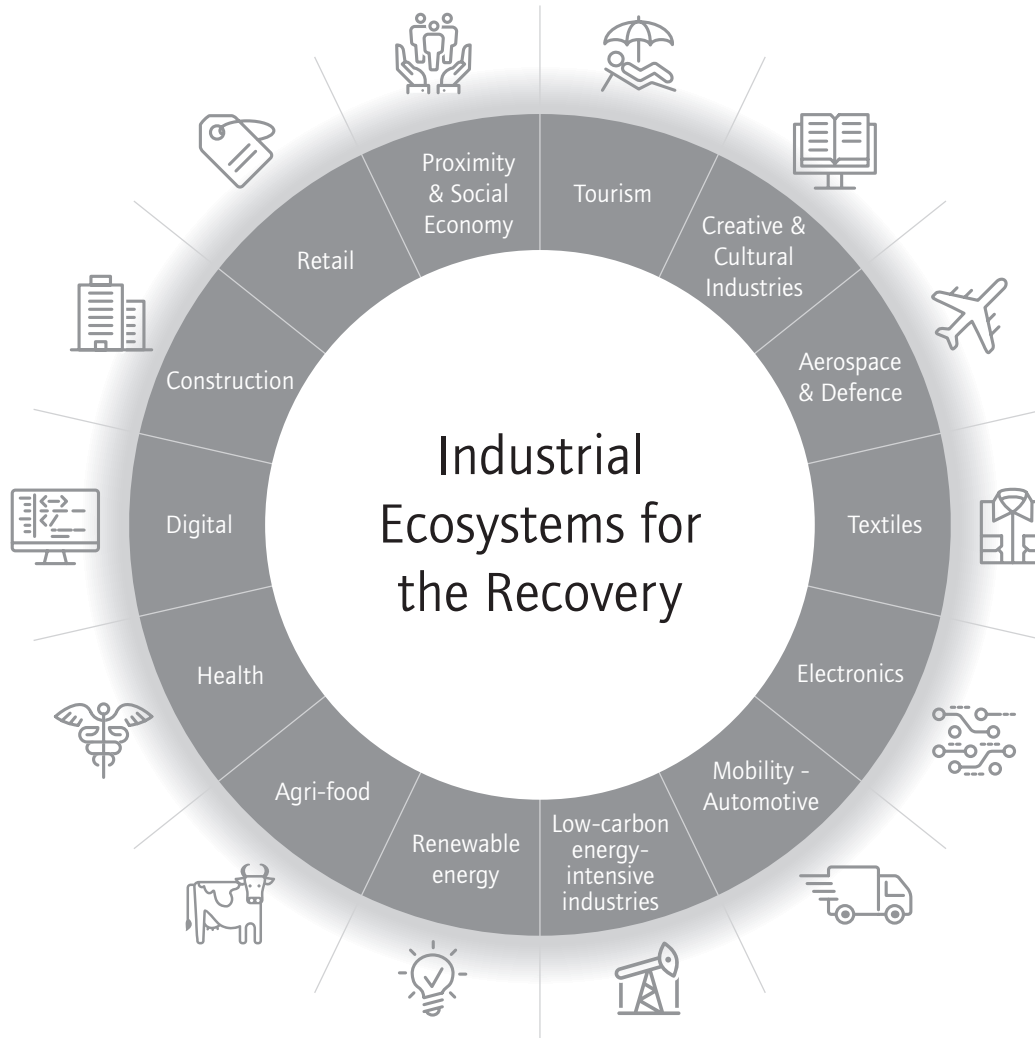 Industrial
Ecosystems for
the Recovery
Tourism
Creative &
Cultural
Industries
Aerospace
& Defence
Textiles
Electronics
Mobility -
Automotive
Low-carbon
energy-
intensive
industries
Renewable
energy
Agri-food
Health
Digital
Construction
Retail
Proximity
& Social
Economy